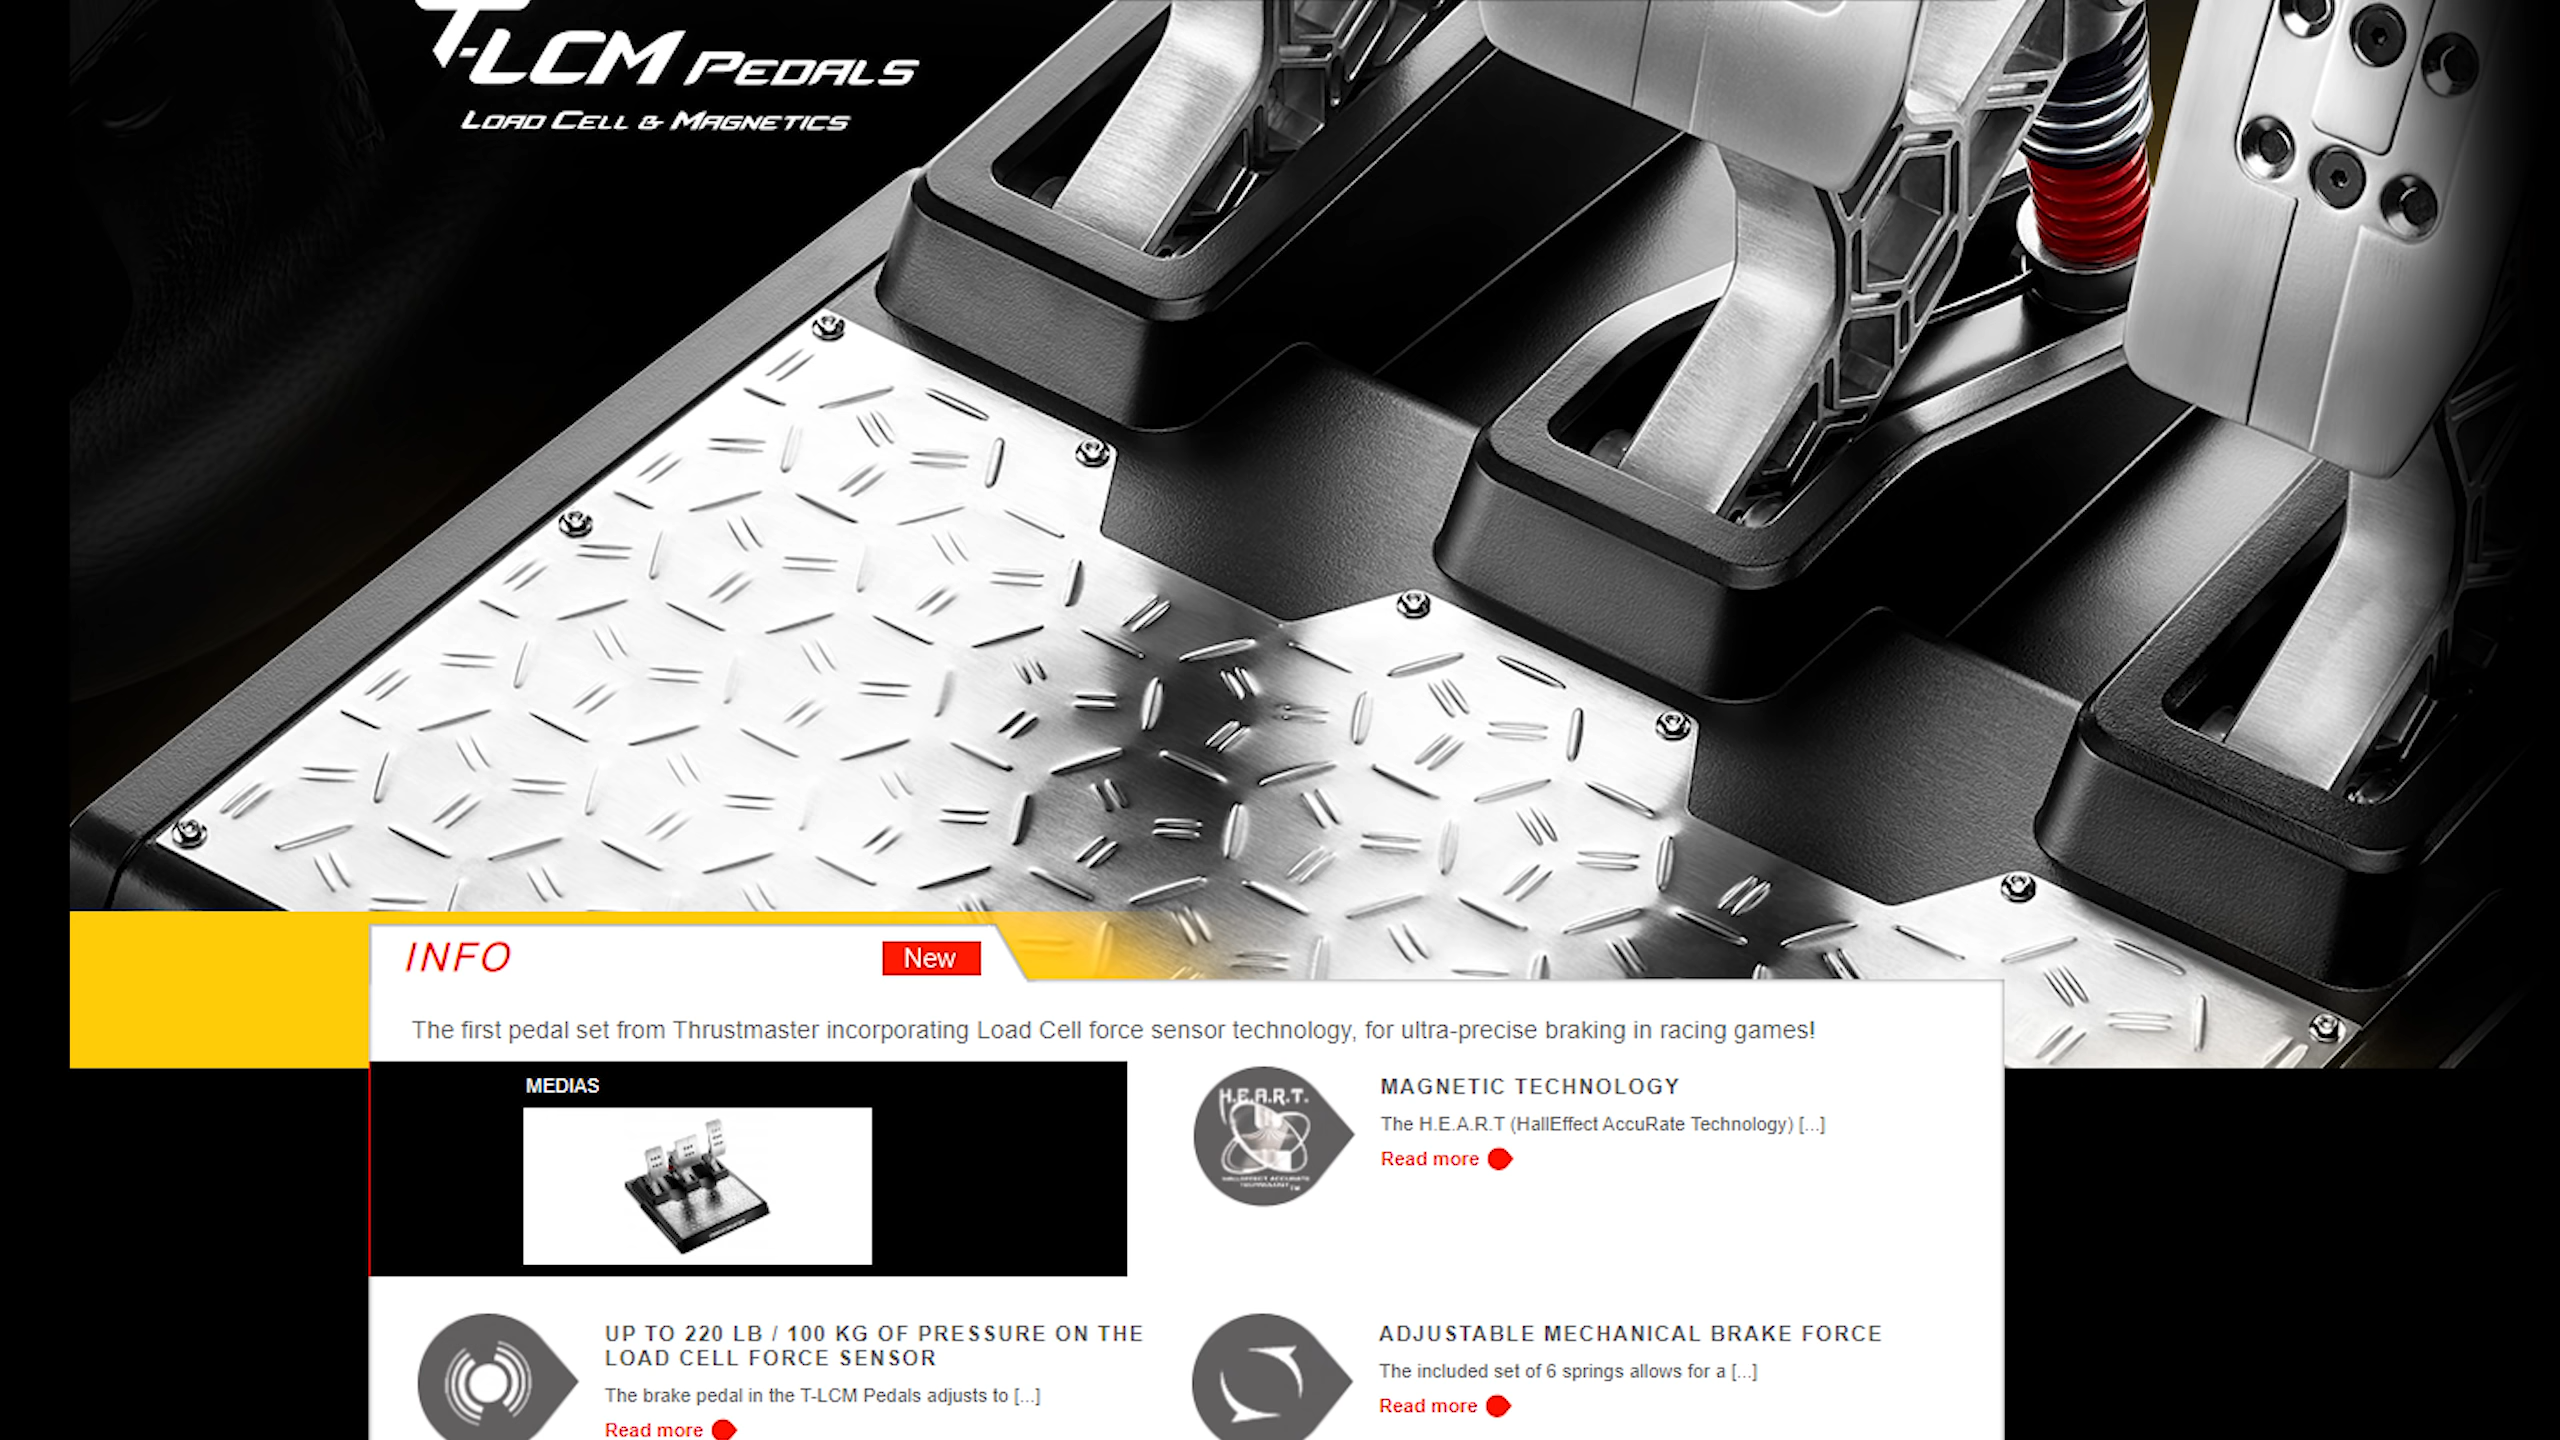 T-LCM PEDALS
LOAD CELL & MAGNETICS
INFO
New
The first pedal set from Thrustmaster incorporating Load Cell force sensor technology, for ultra-precise braking in racing games!
MEDIAS
H.E.A.R.T.
HALLEFFECT ACCURATE
TECHNOLOGY™
MAGNETIC TECHNOLOGY
The H.E.A.R.T (HallEffect AccuRate Technology) [...]
Read more
UP TO 220 LB / 100 KG OF PRESSURE ON THE
LOAD CELL FORCE SENSOR
The brake pedal in the T-LCM Pedals adjusts to [...]
Read more
ADJUSTABLE MECHANICAL BRAKE FORCE
The included set of 6 springs allows for a [...]
Read more